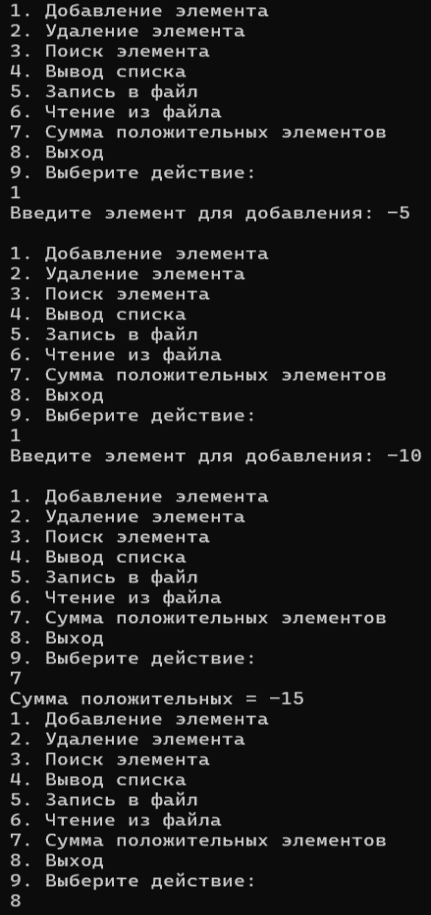 1. Добавление элемента
2. Удаление элемента
3. Поиск элемента
4. Вывод списка
5. Запись в файл
6. Чтение из файла
7. Сумма положительных элементов
8. Выход
9. Выберите действие:
1
Введите элемент для добавления: -5
1. Добавление элемента
2. Удаление элемента
3. Поиск элемента
4. Вывод списка
5. Запись в файл
6. Чтение из файла
7. Сумма положительных элементов
8. Выход
9. Выберите действие:
1
Введите элемент для добавления: -10
1. Добавление элемента
2. Удаление элемента
3. Поиск элемента
4. Вывод списка
5. Запись в файл
6. Чтение из файла
7. Сумма положительных элементов
8. Выход
9. Выберите действие:
7
Сумма положительных = -15
1. Добавление элемента
2. Удаление элемента
3. Поиск элемента
4. Вывод списка
5. Запись в файл
6. Чтение из файла
7. Сумма положительных элементов
8. Выход
9. Выберите действие:
8